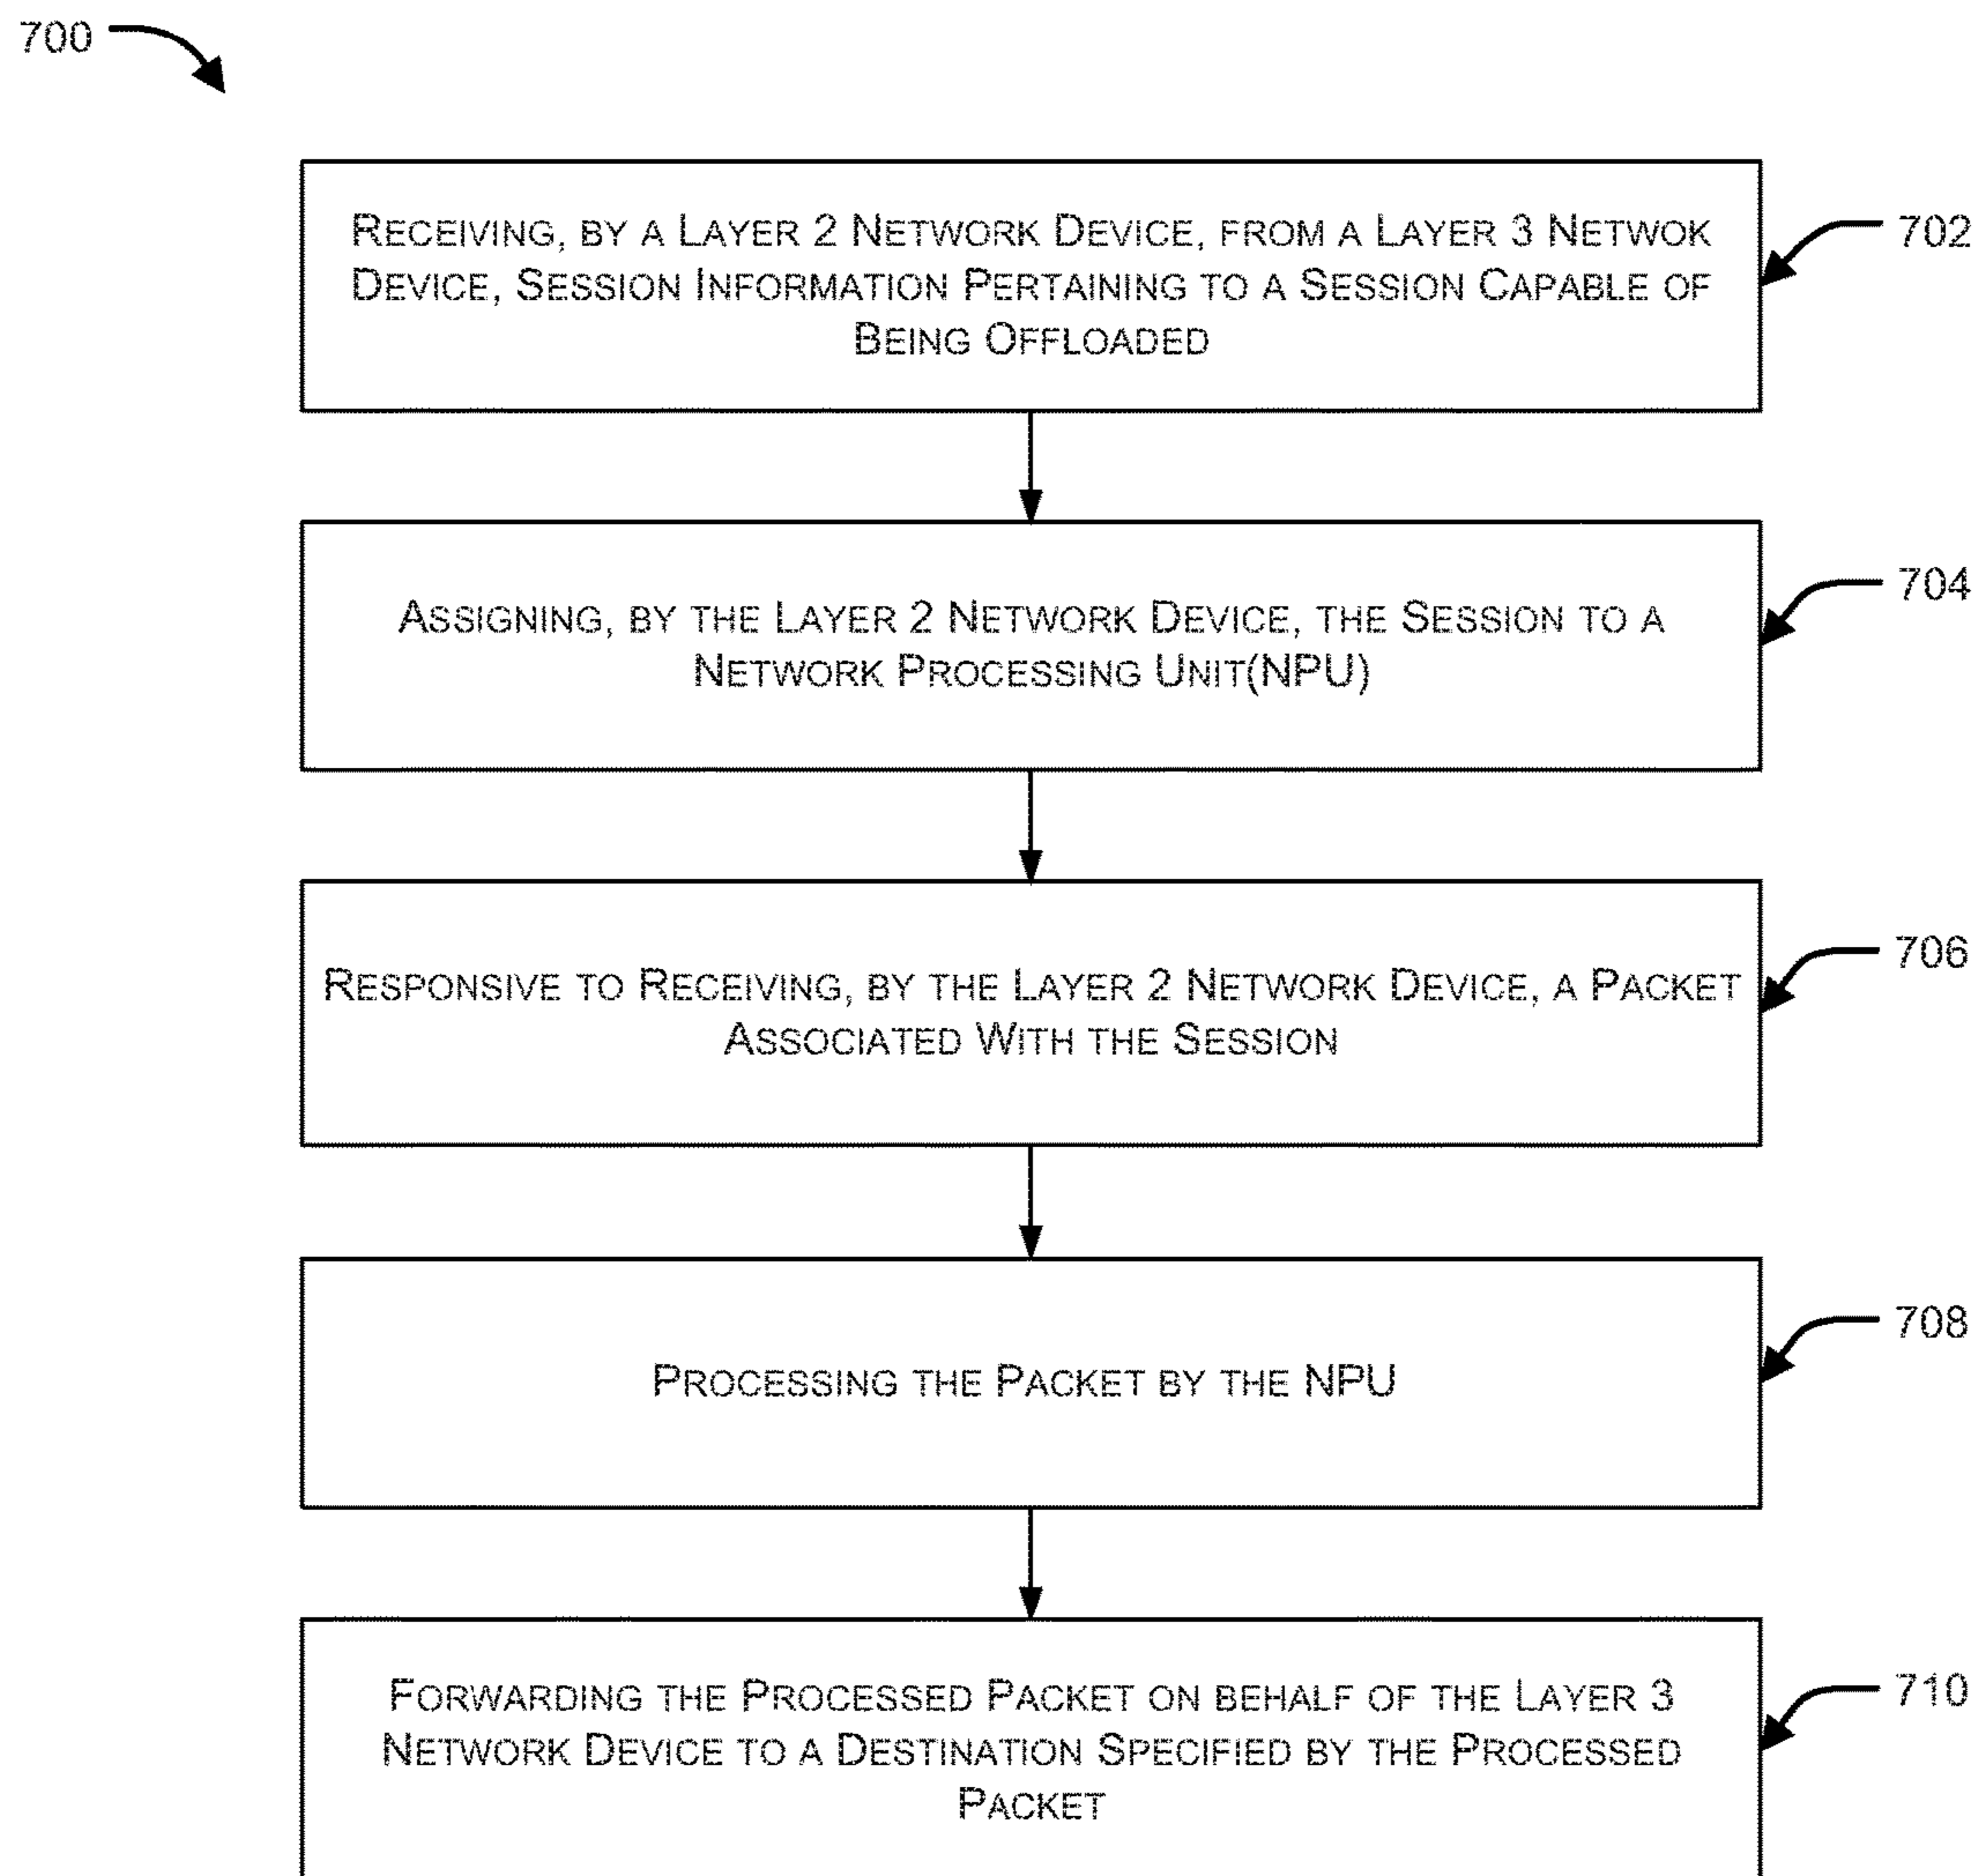 700
RECEIVING, BY A LAYER 2 NETWORK DEVICE, FROM A LAYER 3 NETWOK
DEVICE, SESSION INFORMATION PERTAINING TO A SESSION CAPABLE OF
BEING OFFLOADED
702
ASSIGNING, BY THE LAYER 2 NETWORK DEVICE, THE SESSION TO A
NETWORK PROCESSING UNIT(NPU)
704
RESPONSIVE TO RECEIVING, BY THE LAYER 2 NETWORK DEVICE, A PACKET
ASSOCIATED WITH THE SESSION
706
PROCESSING THE PACKET BY THE NPU
708
FORWARDING THE PROCESSED PACKET ON BEHALF OF THE LAYER 3
NETWORK DEVICE TO A DESTINATION SPECIFIED BY THE PROCESSED
PACKET
710